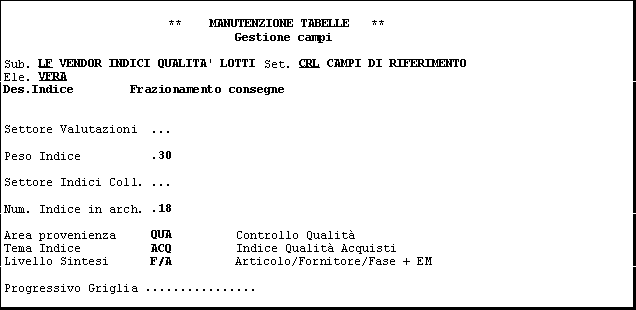 ** MANUTENZIONE TABELLE **
Gestione campi
Sub. LF VENDOR INDICI QUALITA' LOTTI Set. CRL CAMPI DI RIFERIMENTO
Ele. VFRA
Des.Indice Frazionamento consegne
Settore Valutazioni ...
Peso Indice .30
Settore Indici Coll. ...
Num. Indice in arch. .18
Area provenienza QUA Controllo Qualità
Tema Indice ACQ Indice Qualità Acquisti
Livello Sintesi F/A Articolo/Fornitore/Fase + EM
Progressivo Griglia ................